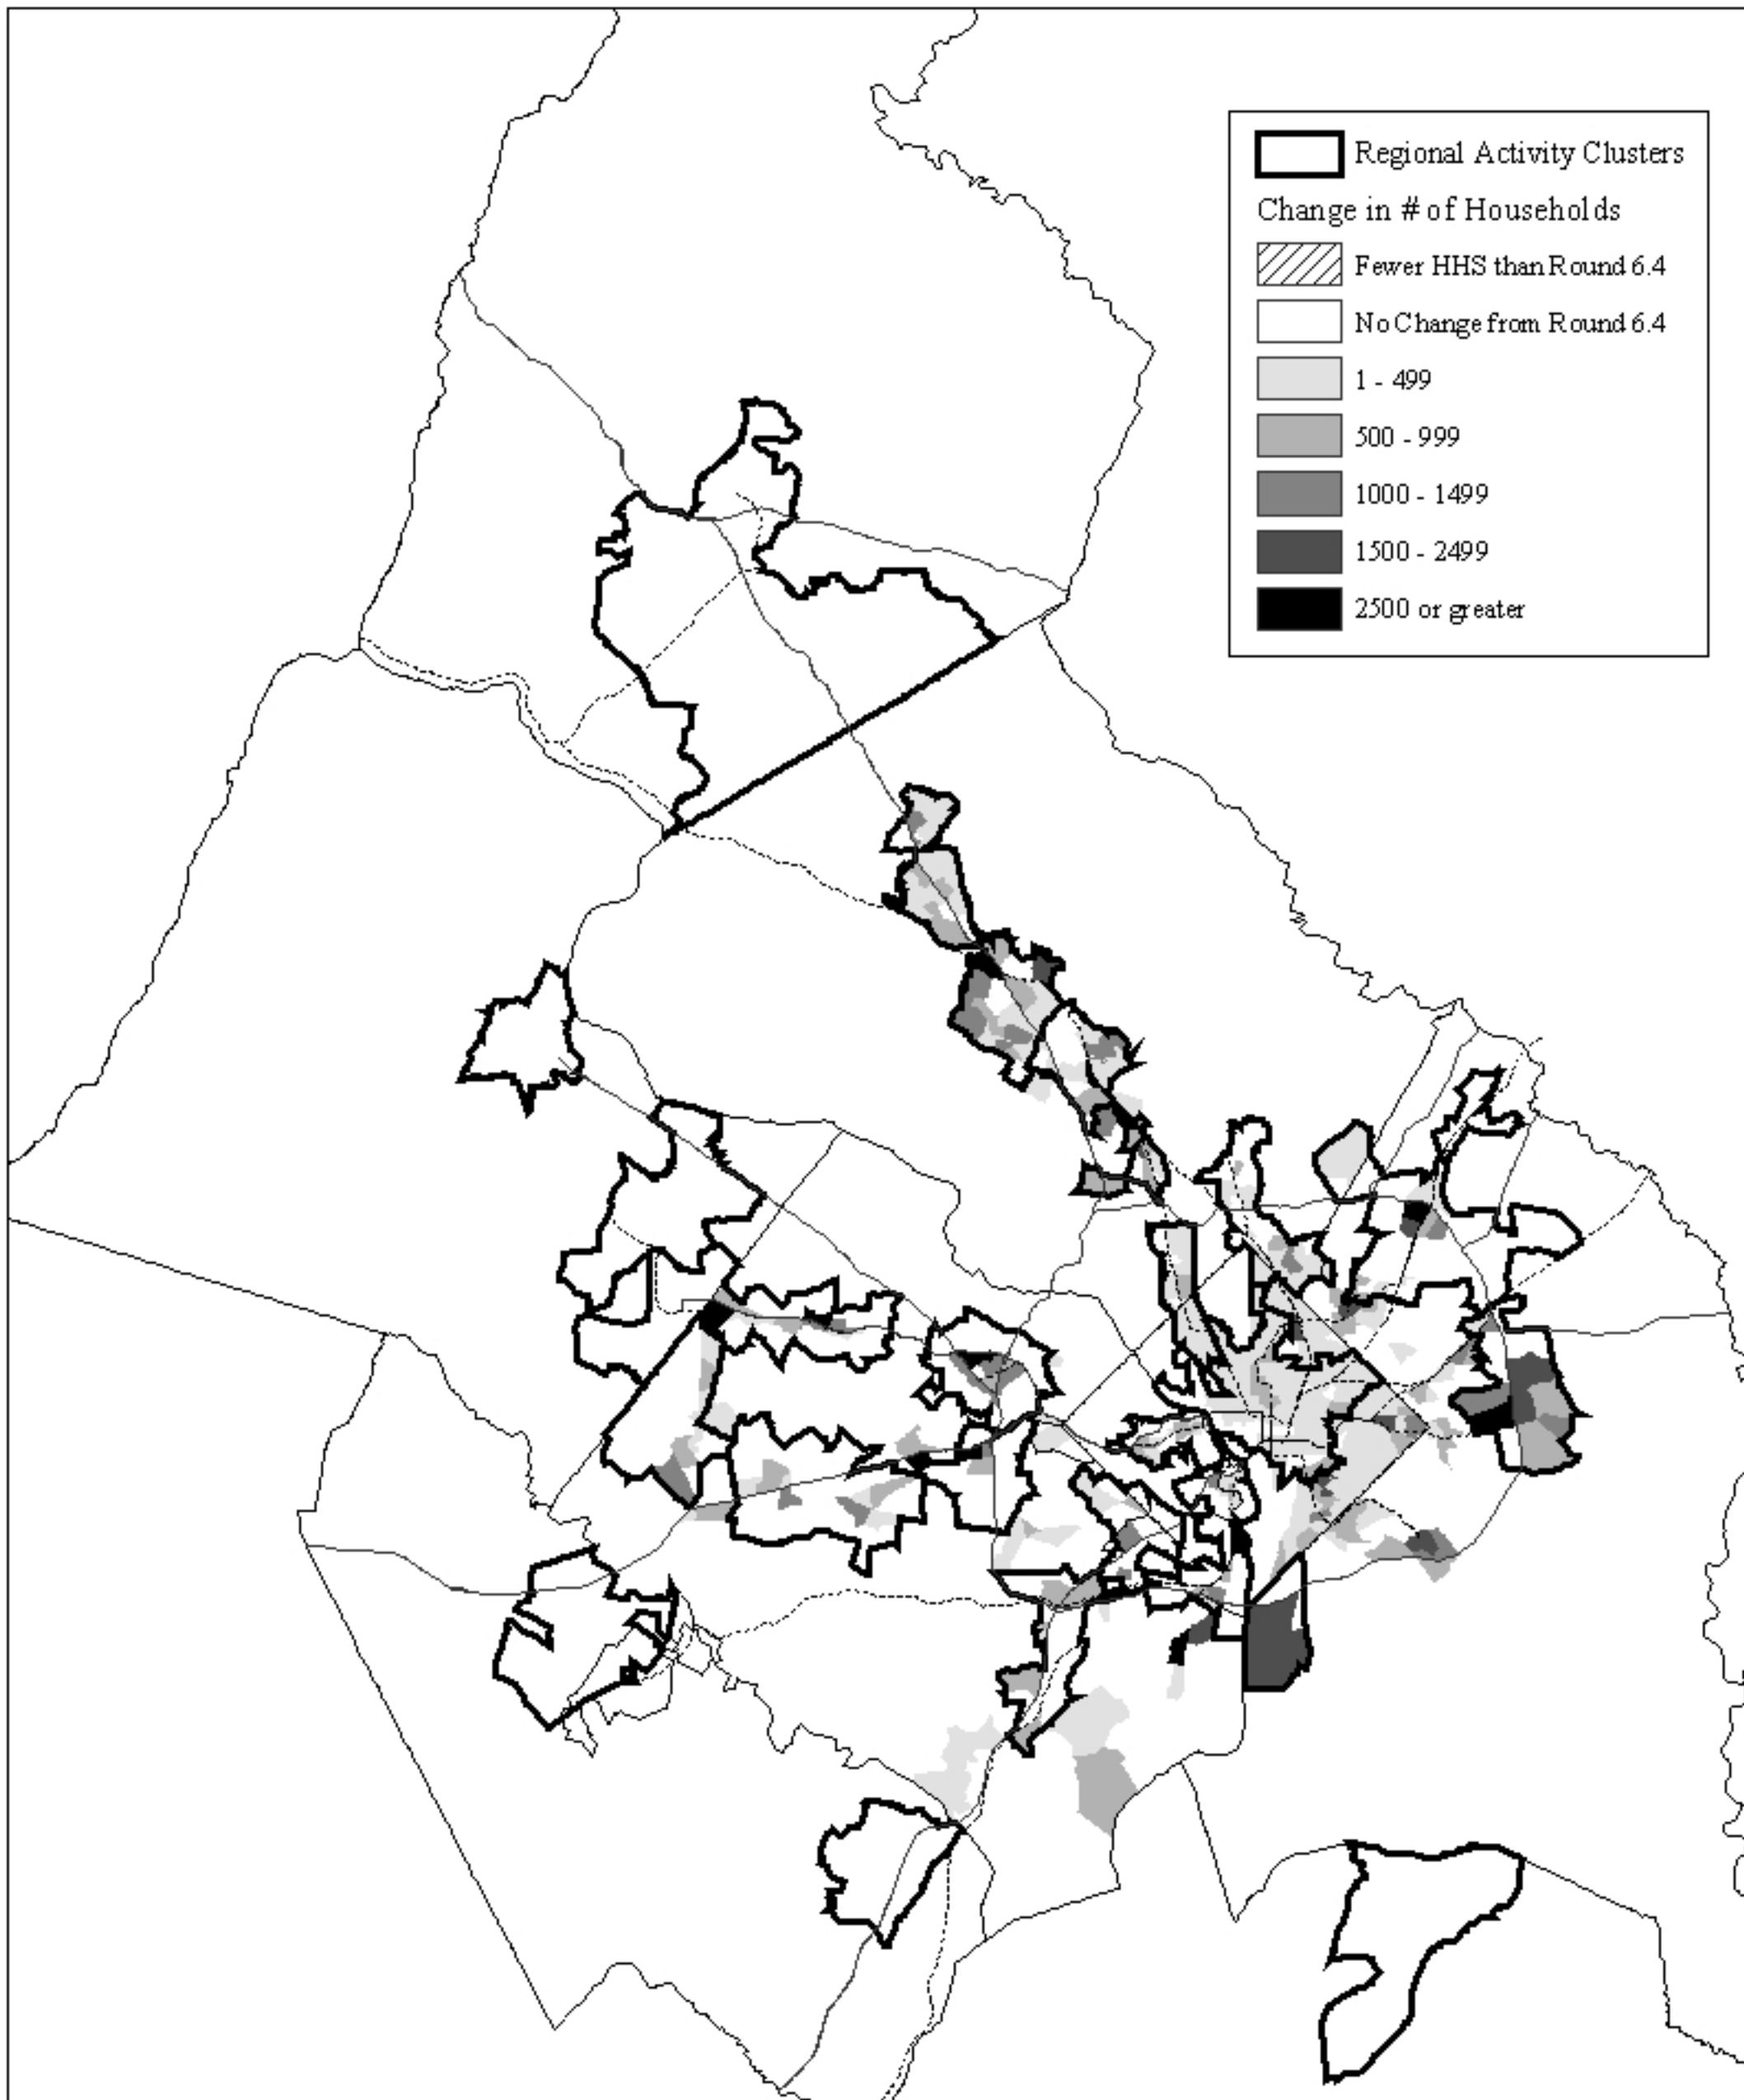 Regional Activity Clusters
Change in # of Households
Fewer HHS than Round 6.4
No Change from Round 6.4
1 - 499
500 - 999
1000 - 1499
1500 - 2499
2500 or greater